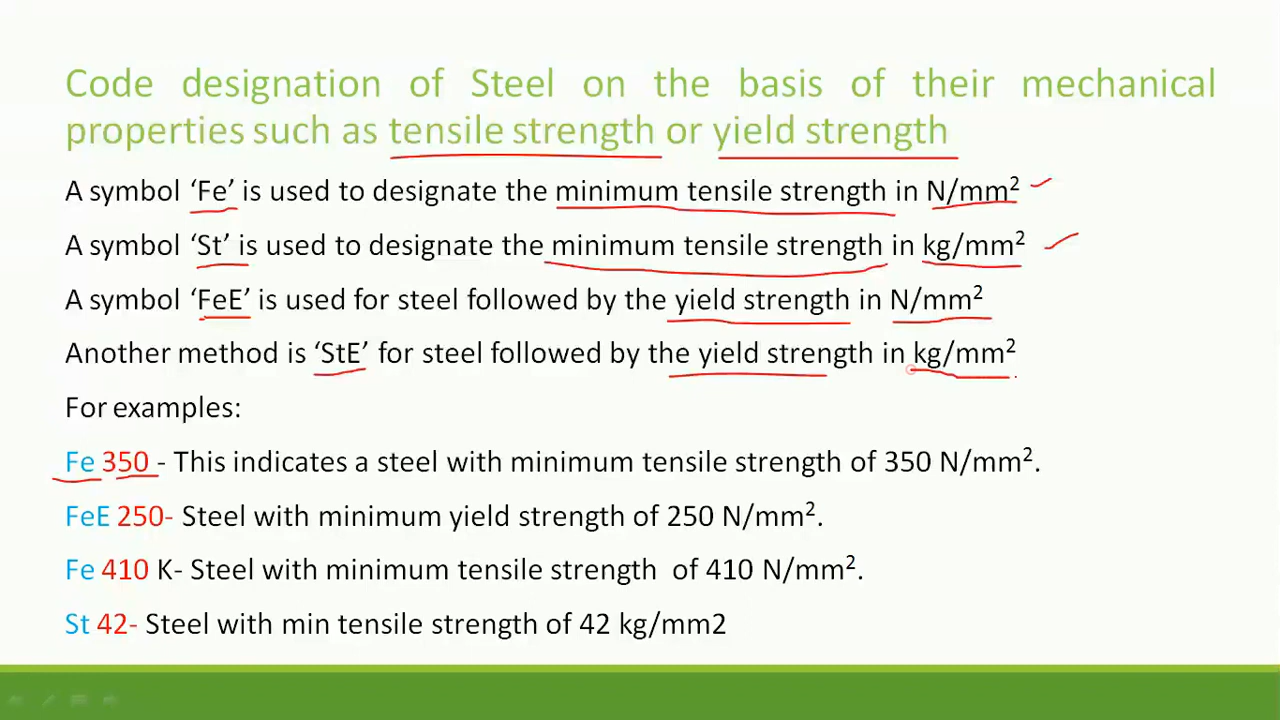 Code designation of Steel on the basis of their mechanical
properties such as tensile strength or yield strength
A symbol ‘Fe’ is used to designate the minimum tensile strength in N/mm²
A symbol ‘St’ is used to designate the minimum tensile strength in kg/mm²
A symbol ‘FeE’ is used for steel followed by the yield strength in N/mm²
Another method is ‘StE’ for steel followed by the yield strength in kg/mm²
For examples:
Fe 350 - This indicates a steel with minimum tensile strength of 350 N/mm².
FeE 250- Steel with minimum yield strength of 250 N/mm².
Fe 410 K- Steel with minimum tensile strength of 410 N/mm².
St 42- Steel with min tensile strength of 42 kg/mm2